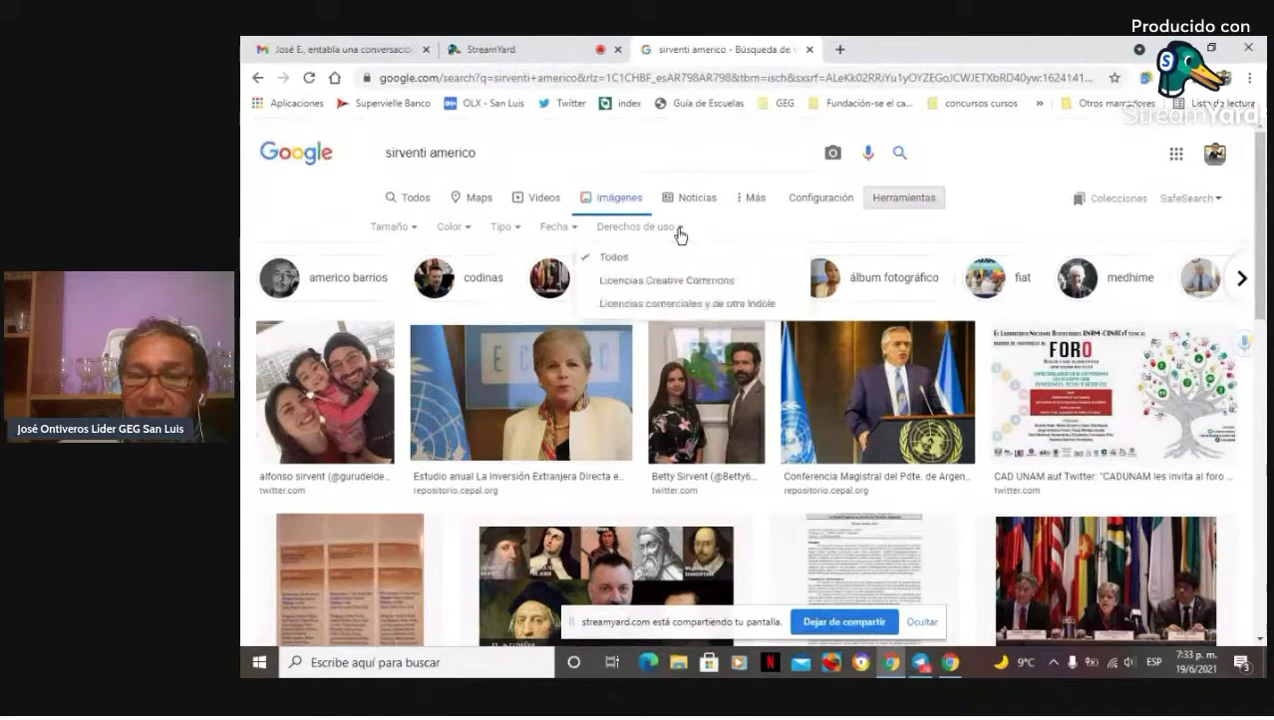 Producido con
StreamYard
José E., entabla una conversació
StreamYard
sirventi americo - Búsqueda de
google.com/search?q=sirventi+americo&rlz=1C1CHBF_esAR798AR798&tbm=isch&sxsrf=ALeKk02RRiYu1yOYZEGoJCWJETXbRD40yw:1624141...
Aplicaciones
Supervielle Banco
OLX - San Luis
Twitter
index
Guía de Escuelas
GEG
Fundación-se el ca...
concursos cursos
»
Otros marcadores
Lista de lectura
Google
sirventi americo
Todos
Maps
Videos
Imágenes
Noticias
Más
Configuración
Herramientas
Colecciones
SafeSearch
Tamaño
Color
Tipo
Fecha
Derechos de uso
Todos
Licencias Creative Commons
Licencias comerciales y de otra índole
americo barrios
codinas
álbum fotográfico
fiat
medhime
FORO
alfonso sirvent (@gurudelde...
twitter.com
Estudio anual La Inversión Extranjera Directa e...
repositorio.cepal.org
Betty Sirvent (@Betty6...
twitter.com
Conferencia Magistral del Pdte. de Argen...
repositorio.cepal.org
CAD UNAM auf Twitter: "CADUNAM les invita al foro ...
twitter.com
José Ontiveros Líder GEG San Luis
streamyard.com está compartiendo tu pantalla.
Dejar de compartir
Ocultar
Escribe aquí para buscar
9°C
ESP
7:33 p. m.
19/6/2021